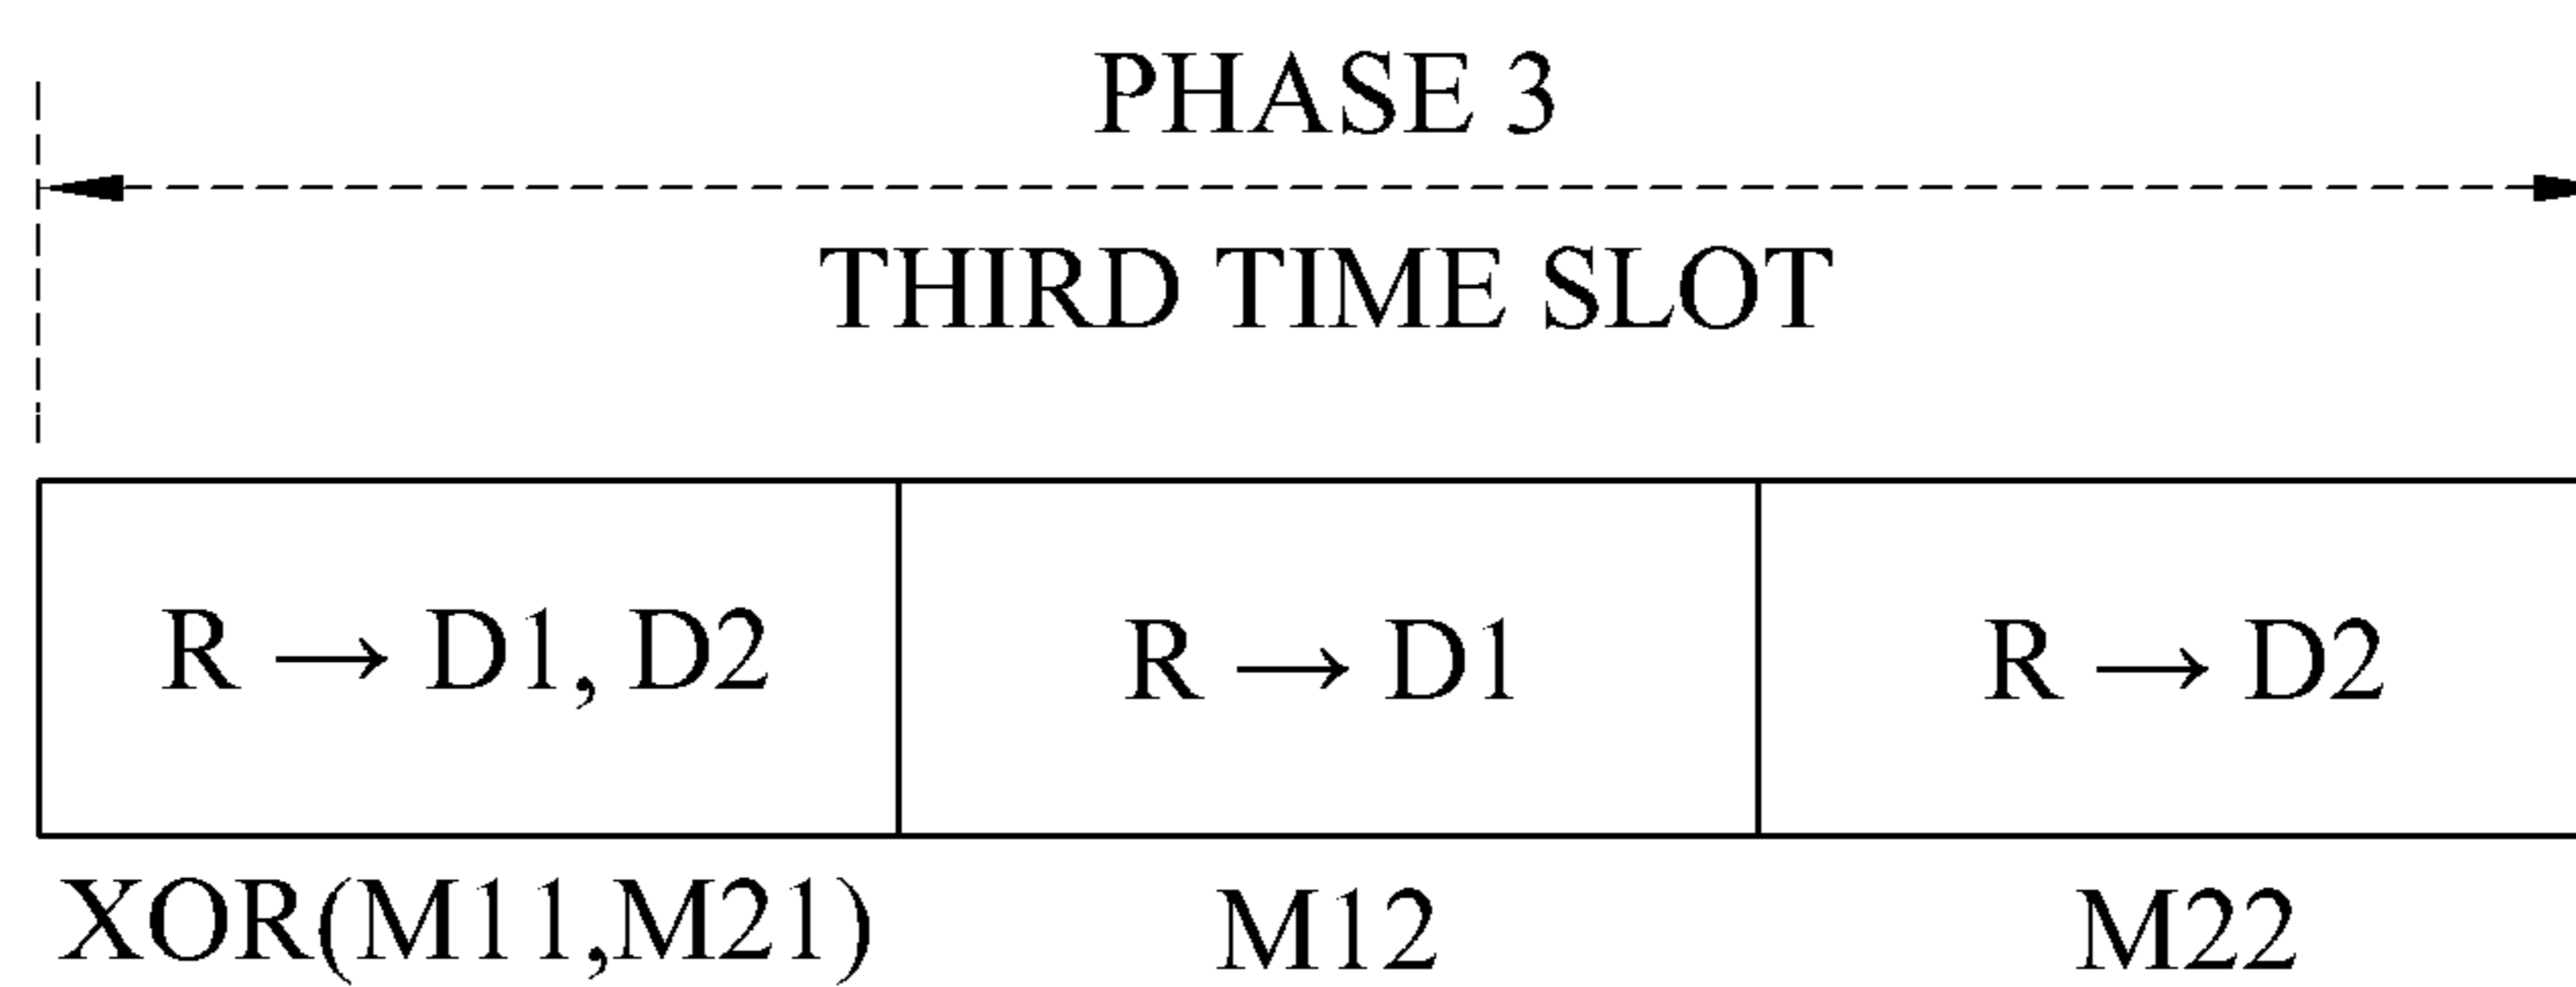 PHASE 3
THIRD TIME SLOT
R → D1, D2
R → D1
R → D2
XOR(M11,M21)
M12
M22